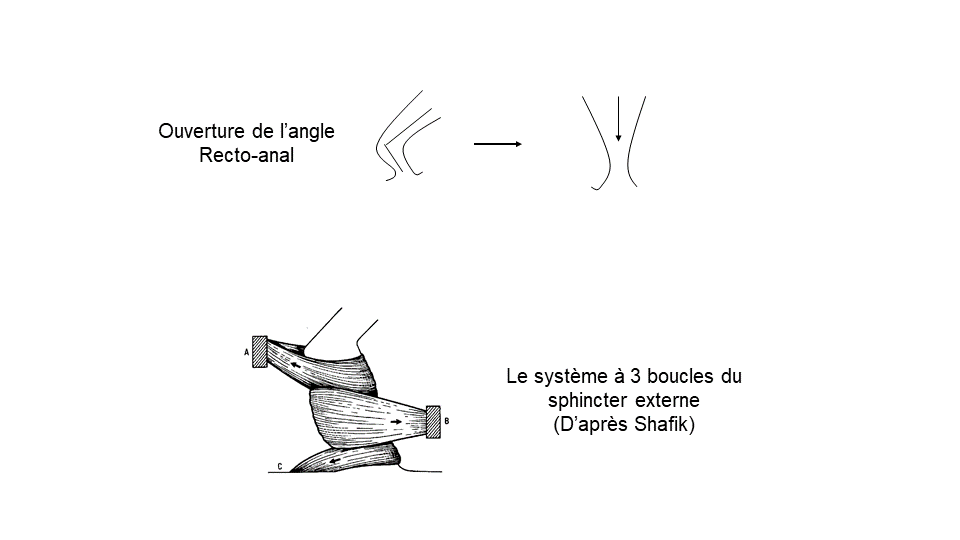 Ouverture de l’angle
Recto-anal
A
B
C
Le système à 3 boucles du
sphincter externe
(D’après Shafik)